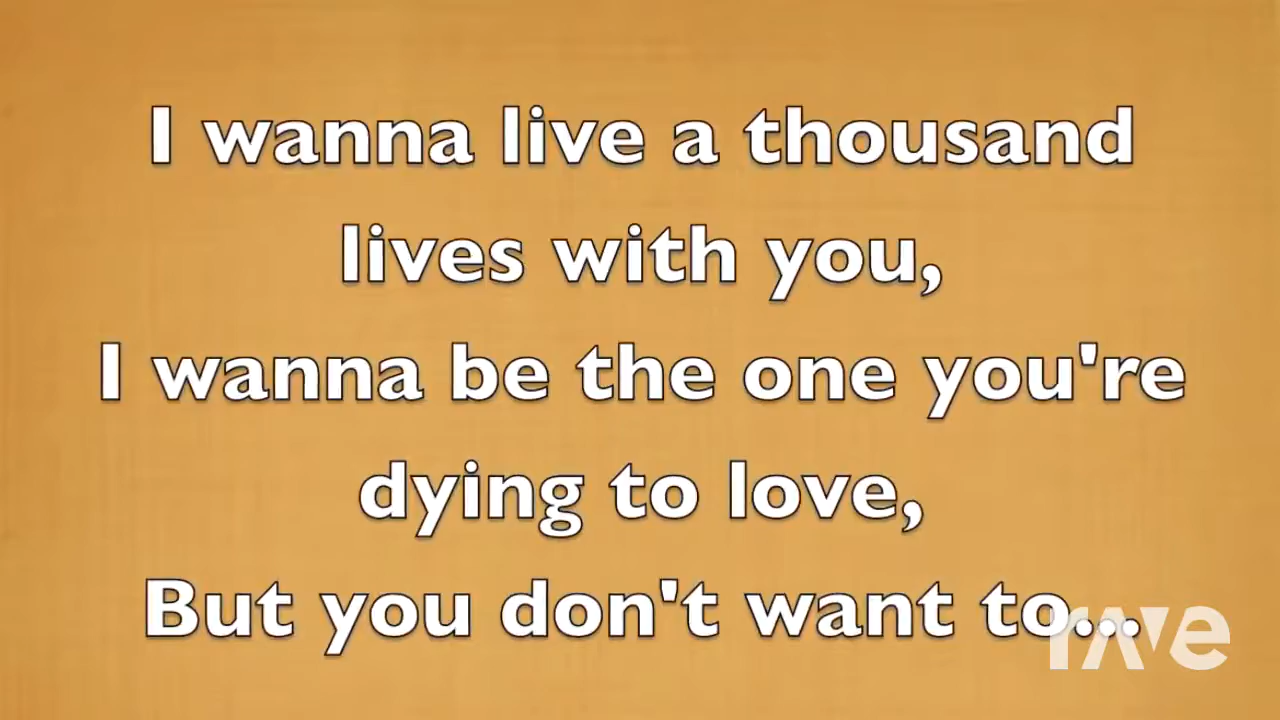 I wanna live a thousand
lives with you,
I wanna be the one you're
dying to love,
But you don't want to...
rave